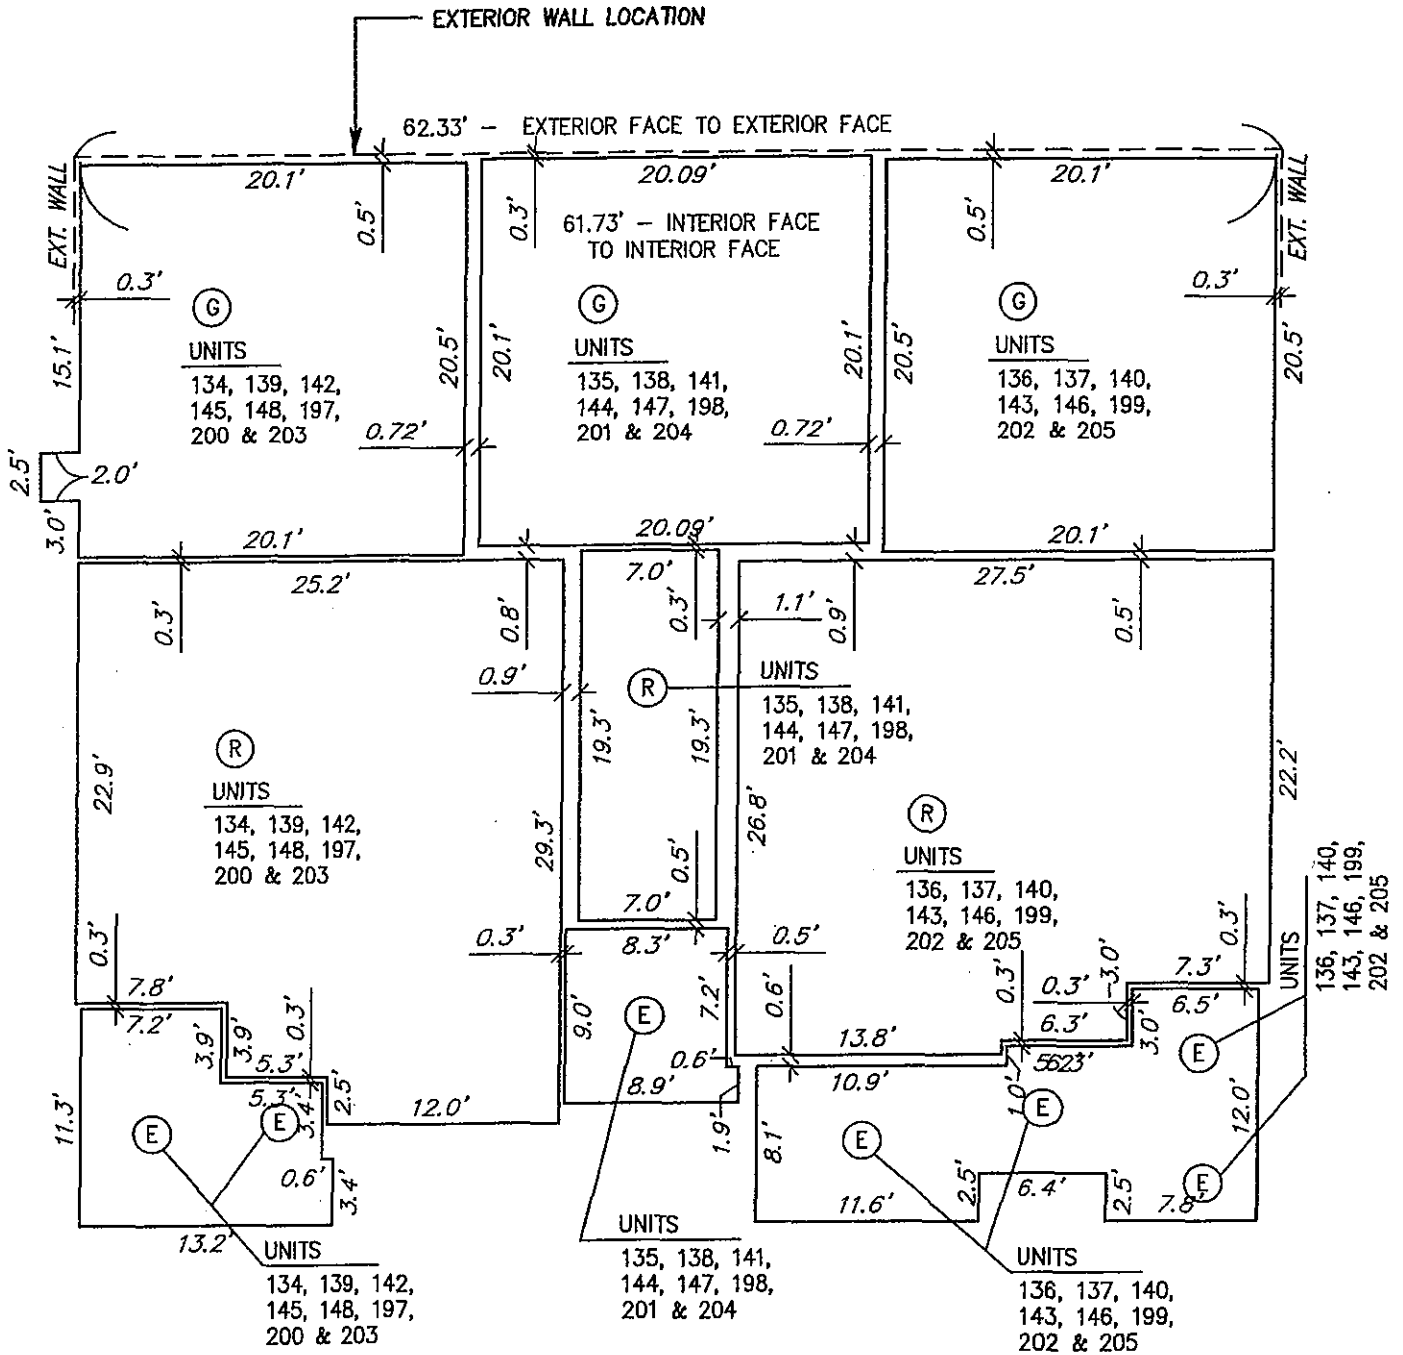 EXTERIOR WALL LOCATION
62.33' - EXTERIOR FACE TO EXTERIOR FACE
EXT. WALL
20.1'
0.5'
20.09'
0.3'
61.73' - INTERIOR FACE
TO INTERIOR FACE
20.1'
0.5'
EXT. WALL
0.3'
0.3'
G
UNITS
134, 139, 142,
145, 148, 197,
200 & 203
G
UNITS
135, 138, 141,
144, 147, 198,
201 & 204
G
UNITS
136, 137, 140,
143, 146, 199,
202 & 205
15.1'
20.5'
20.1'
20.1'
20.5'
20.5'
0.72'
0.72'
2.5'
2.0'
3.0'
20.1'
20.09'
20.1'
25.2'
7.0'
27.5'
0.3'
0.8'
0.3'
1.1'
0.9'
0.5'
0.9'
R
UNITS
135, 138, 141,
144, 147, 198,
201 & 204
19.3'
19.3'
R
UNITS
134, 139, 142,
145, 148, 197,
200 & 203
22.9'
29.3'
26.8'
22.2'
R
UNITS
136, 137, 140,
143, 146, 199,
202 & 205
UNITS
136, 137, 140,
143, 146, 199,
202 & 205
0.5'
7.0'
0.3'
0.3'
8.3'
0.5'
0.3'
0.3'
7.8'
7.2'
3.9'
3.9'
0.3'
9.0'
E
7.2'
0.6'
0.3'
3.0'
7.3'
6.5'
6.3'
3.0'
E
13.8'
5.3'
5.3'
3.4'
2.5'
12.0'
0.6'
8.9'
1.9'
10.9'
1.0'
E
12.0'
11.3'
E
E
0.6'
3.4'
13.2'
8.1'
E
11.6'
2.5'
6.4'
2.5'
7.8'
E
UNITS
134, 139, 142,
145, 148, 197,
200 & 203
UNITS
135, 138, 141,
144, 147, 198,
201 & 204
UNITS
136, 137, 140,
143, 146, 199,
202 & 205